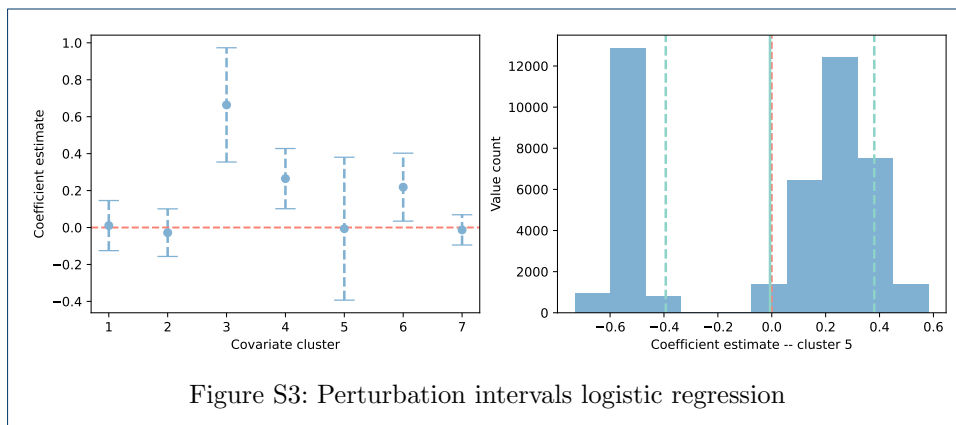 1.0
0.8
0.6
0.4
0.2
0.0
−0.2
−0.4
Coefficient estimate
1 2 3 4 5 6 7
Covariate cluster
12000
10000
8000
6000
4000
2000
0
Value count
−0.6 −0.4 −0.2 0.0 0.2 0.4 0.6
Coefficient estimate -- cluster 5
Figure S3: Perturbation intervals logistic regression